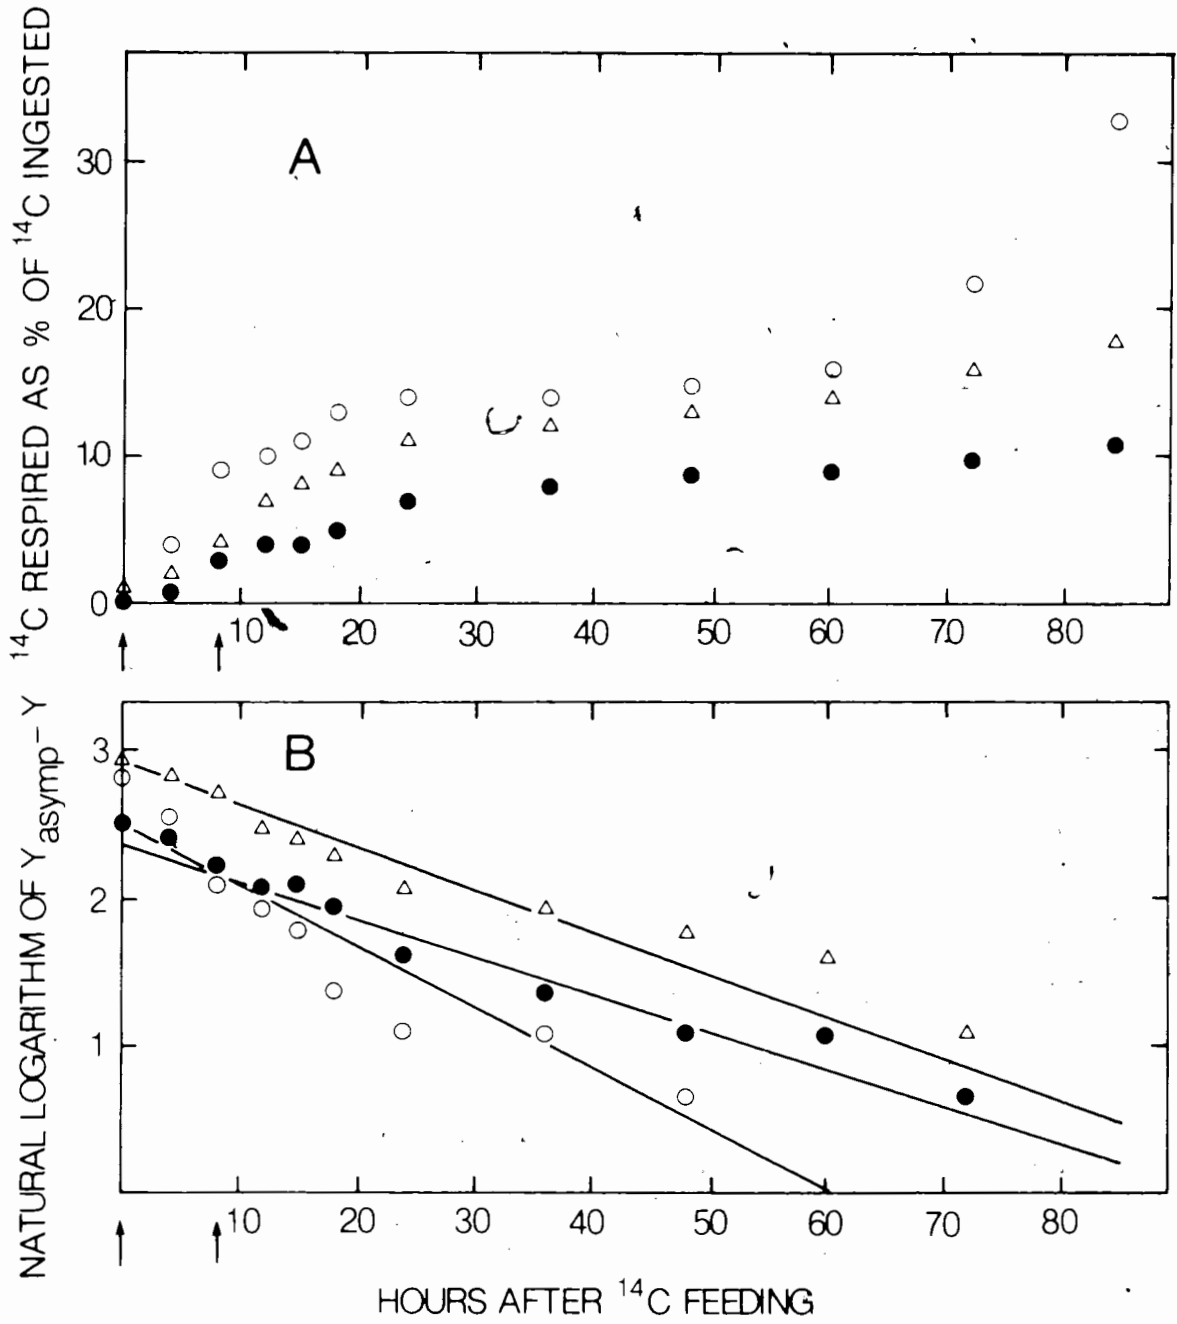 ¹⁴C RESPIRED AS % OF ¹⁴C INGESTED
A
30
20
10
0
10 20 30 40 50 60 70 80
NATURAL LOGARITHM OF Yasymp - Y
B
3
2
1
10 20 30 40 50 60 70 80
HOURS AFTER ¹⁴C FEEDING